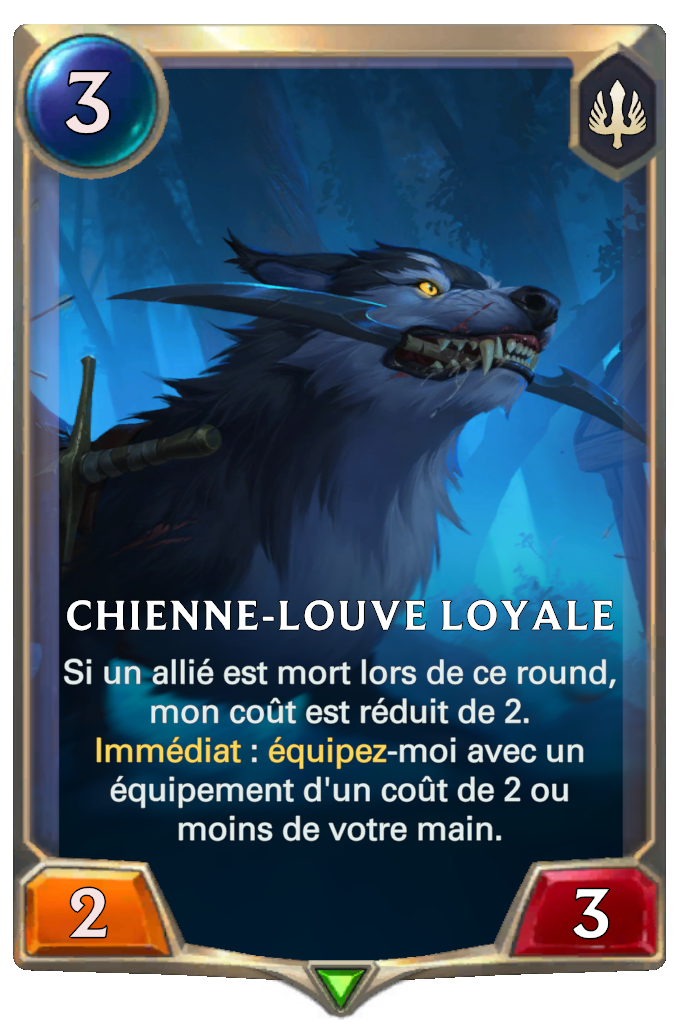 3
CHIENNE-LOUVE LOYALE
Si un allié est mort lors de ce round,
mon coût est réduit de 2.
Immédiat : équipez-moi avec un
équipement d'un coût de 2 ou
moins de votre main.
2
3